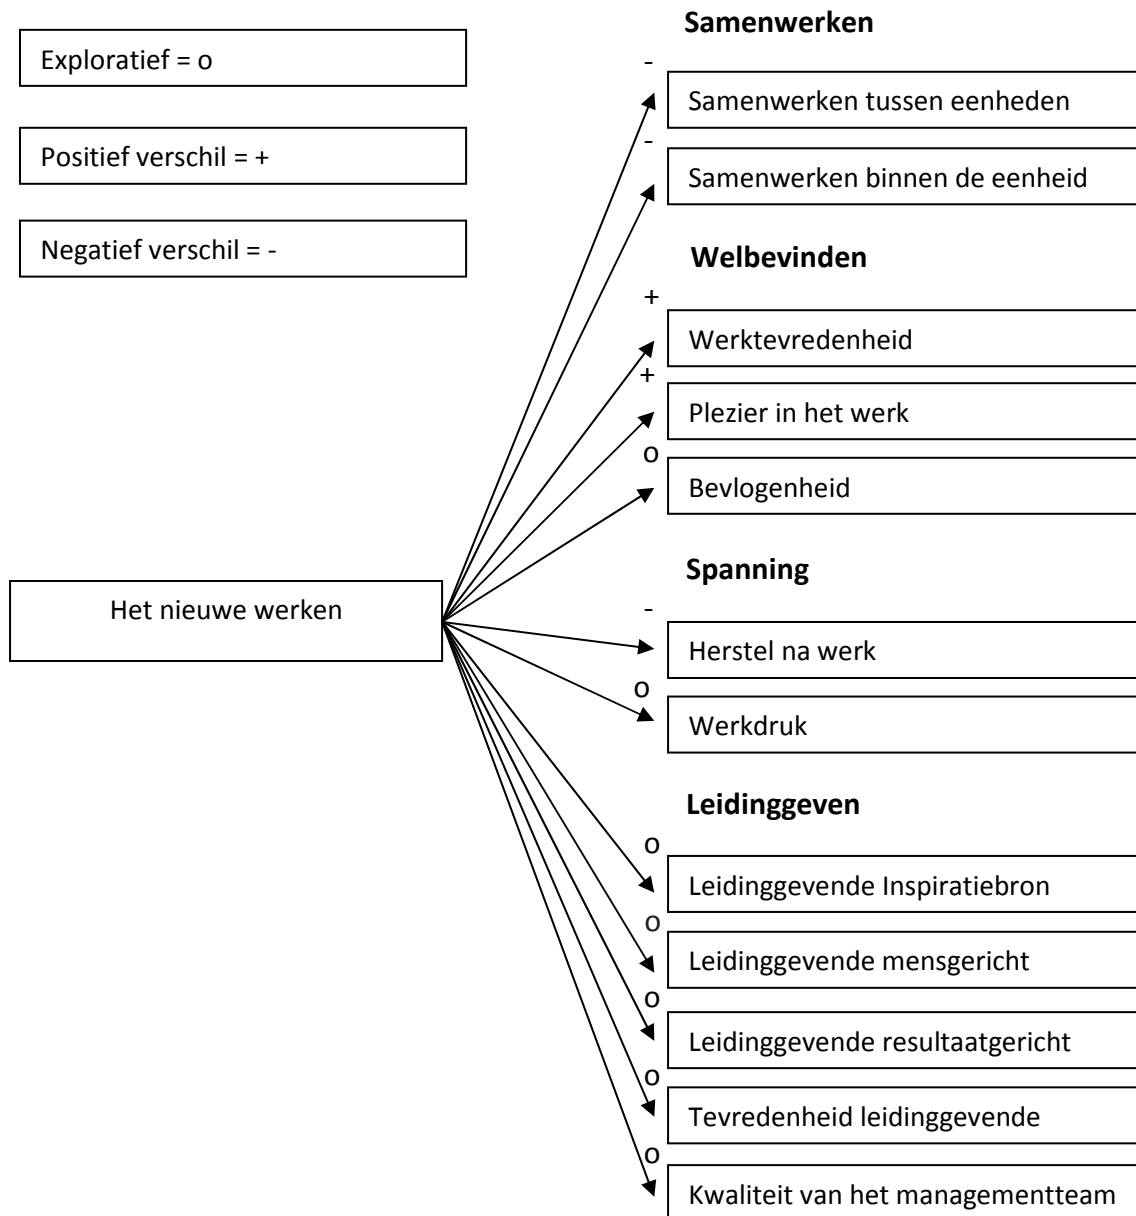 Exploratief = o
Positief verschil = +
Negatief verschil = -
Het nieuwe werken
Samenwerken
-
Samenwerken tussen eenheden
-
Samenwerken binnen de eenheid
Welbevinden
+
Werktevredenheid
+
Plezier in het werk
o
Bevlogenheid
Spanning
-
Herstel na werk
o
Werkdruk
Leidinggeven
o
Leidinggevende Inspiratiebron
o
Leidinggevende mensgericht
o
Leidinggevende resultaatgericht
o
Tevredenheid leidinggevende
o
Kwaliteit van het managementteam